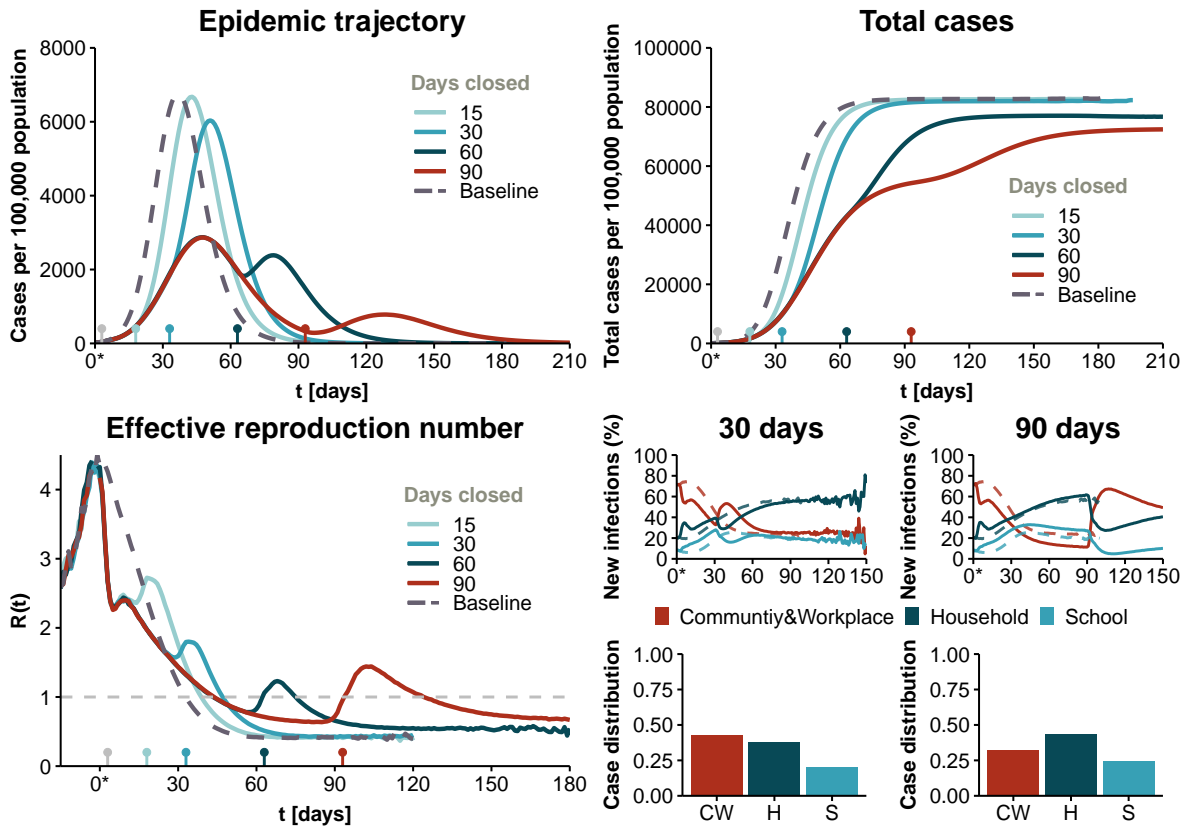 Epidemic trajectory
Cases per 100,000 population
8000
6000
4000
2000
0
Days closed
15
30
60
90
Baseline
0* 30 60 90 120 150 180 210
t [days]
Total cases
Total cases per 100,000 population
100000
80000
60000
40000
20000
0
Days closed
15
30
60
90
Baseline
0* 30 60 90 120 150 180 210
t [days]
Effective reproduction number
R(t)
4
3
2
1
0
Days closed
15
30
60
90
Baseline
0* 30 60 90 120 150 180
t [days]
30 days
New infections (%)
100
80
60
40
20
0
0* 30 60 90 120 150
90 days
New infections (%)
100
80
60
40
20
0
0* 30 60 90 120 150
Communtiy&Workplace Household School
Case distribution
1.00
0.75
0.50
0.25
0.00
CW H S
Case distribution
1.00
0.75
0.50
0.25
0.00
CW H S